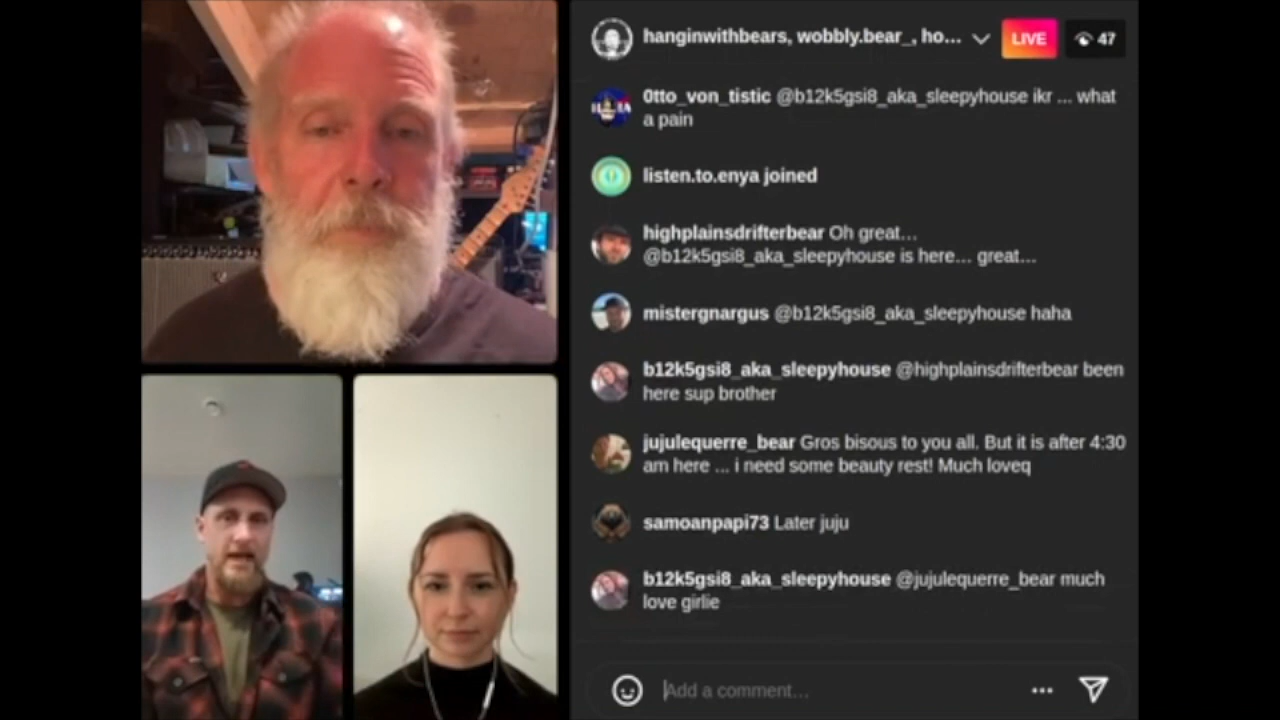 hanginwithbears, wobbly.bear_, ho...
LIVE
47
0tto_von_tistic @b12k5gsi8_aka_sleepyhouse ikr ... what
a pain
listen.to.enya joined
highplainsdrifterbear Oh great...
@b12k5gsi8_aka_sleepyhouse is here... great...
mistergnargus @b12k5gsi8_aka_sleepyhouse haha
b12k5gsi8_aka_sleepyhouse @highplainsdrifterbear been
here sup brother
jujulequerre_bear Gros bisous to you all. But it is after 4:30
am here ... i need some beauty rest! Much loveq
samoanpapi73 Later juju
b12k5gsi8_aka_sleepyhouse @jujulequerre_bear much
love girlie
Add a comment...